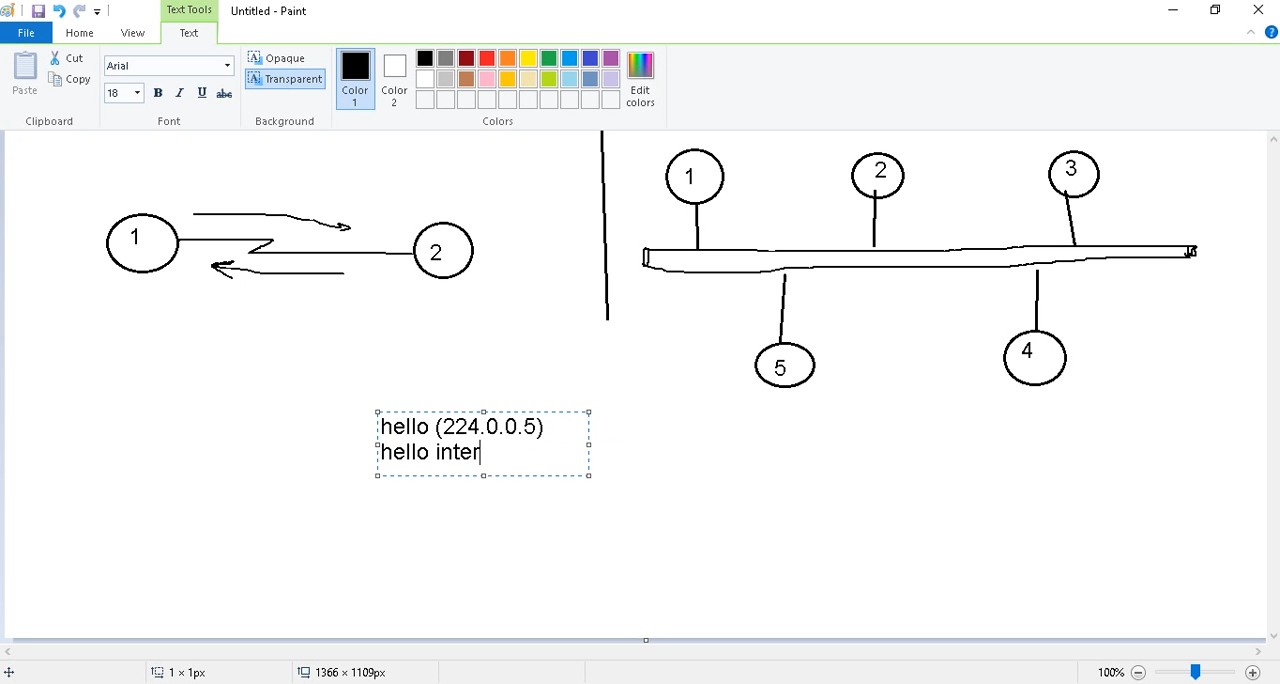 Text Tools
Untitled - Paint
File
Home
View
Text
Paste
Cut
Copy
Clipboard
Arial
18
B I U abc
Font
Opaque
Transparent
Background
Color 1
Color 2
Edit colors
Colors
1
2
1
2
3
5
4
hello (224.0.0.5)
hello inter
1 × 1px
1366 × 1109px
100%